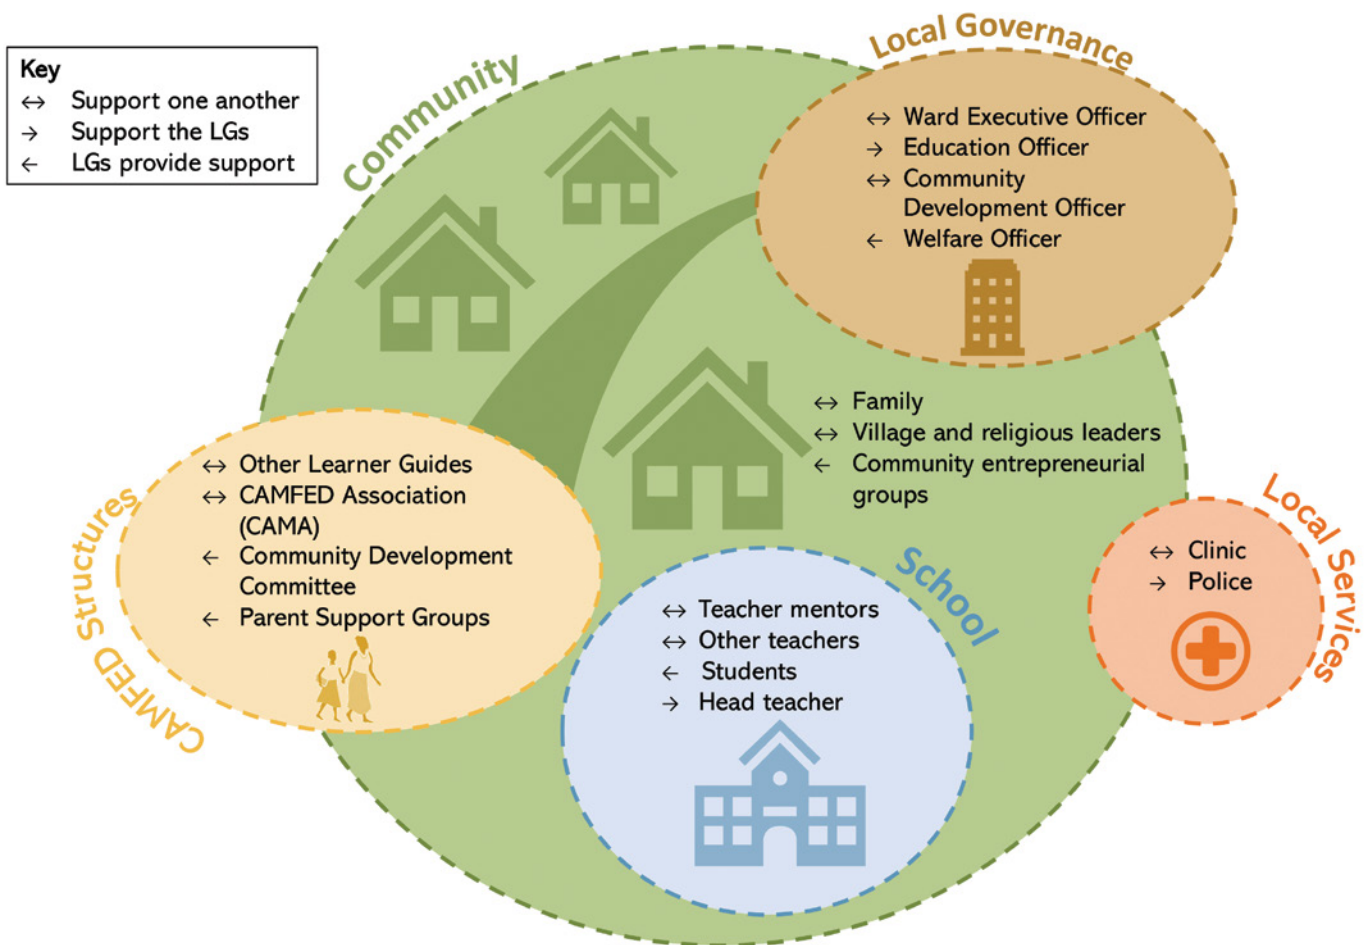 Key
↔ Support one another
→ Support the LGs
← LGs provide support
Community
Local Governance
↔ Ward Executive Officer
→ Education Officer
↔ Community
Development Officer
← Welfare Officer
↔ Family
↔ Village and religious leaders
← Community entrepreneurial
groups
CAMFED Structures
↔ Other Learner Guides
↔ CAMFED Association
(CAMA)
← Community Development
Committee
← Parent Support Groups
School
↔ Teacher mentors
↔ Other teachers
← Students
→ Head teacher
Local Services
↔ Clinic
→ Police